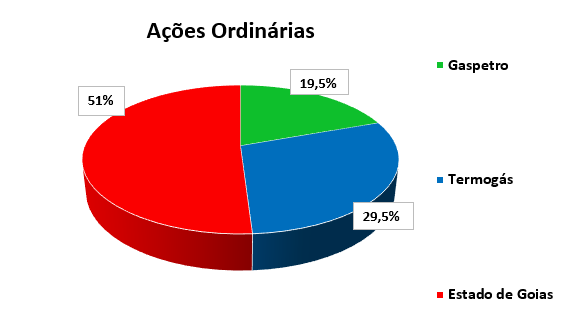 Ações Ordinárias
Gaspetro
19,5%
51%
Termogás
29,5%
Estado de Goias